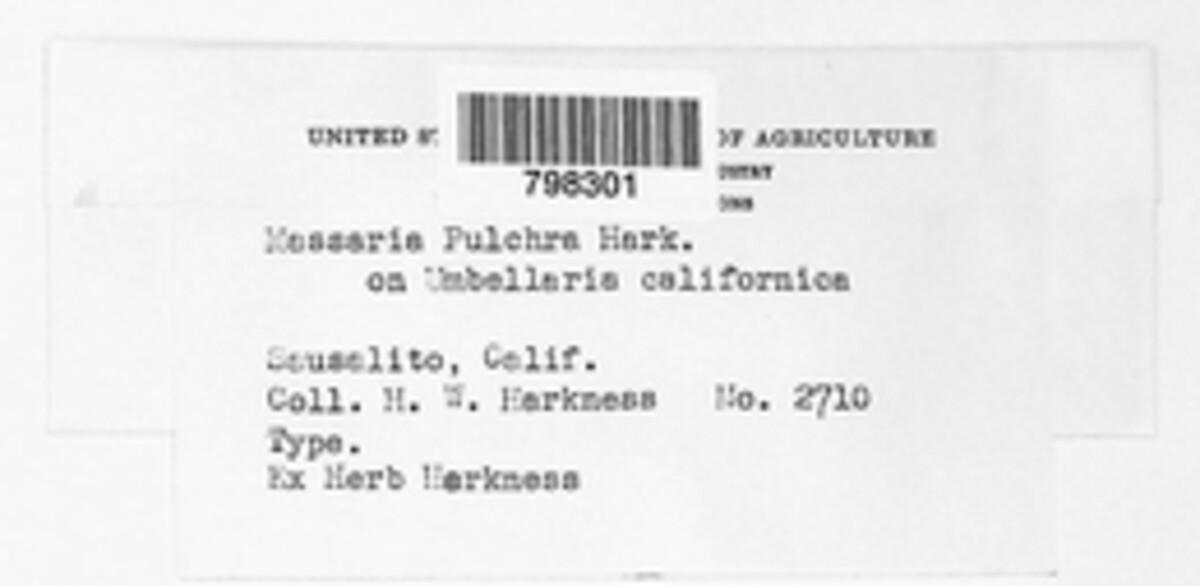 UNITED ST OF AGRICULTURE
798301
Massaria Pulchra Hark.
on Umbellaria californica
Sausalito, Calif.
Coll. H. W. Harkness No. 2710
Type.
Ex Herb Harkness